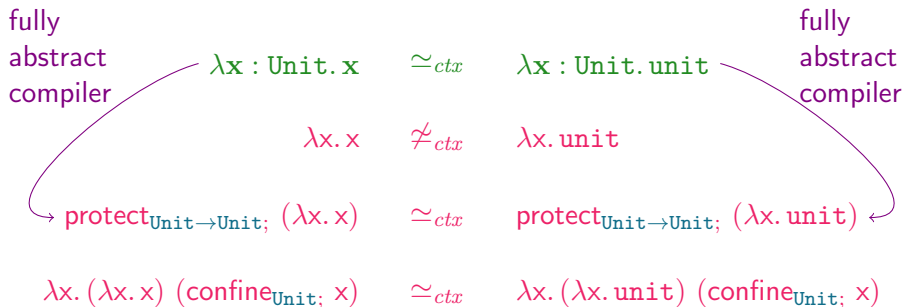 fully fully
abstract abstract
compiler compiler
λx : Unit. x ≃ctx λx : Unit. unit
λx. x ≄ctx λx. unit
protectUnit→Unit; (λx. x) ≃ctx protectUnit→Unit; (λx. unit)
λx. (λx. x) (confineUnit; x) ≃ctx λx. (λx. unit) (confineUnit; x)